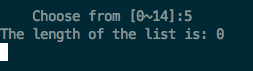 Choose from [0~14]:5
The length of the list is: 0